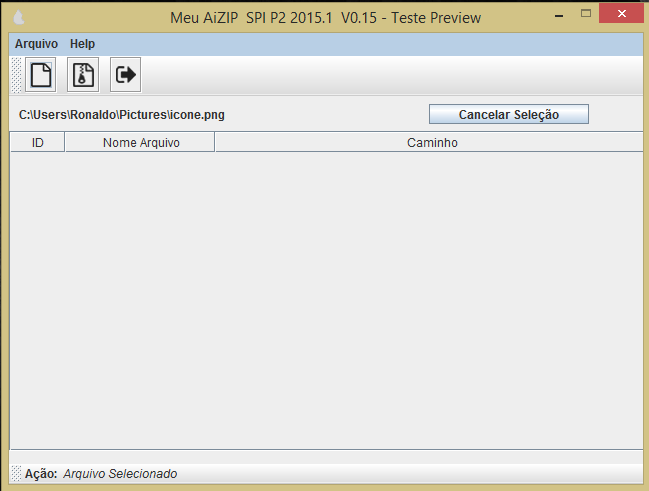 Meu AiZIP SPI P2 2015.1 V0.15 - Teste Preview
Arquivo Help
C:\Users\Ronaldo\Pictures\icone.png Cancelar Seleção
ID Nome Arquivo Caminho
Ação: Arquivo Selecionado